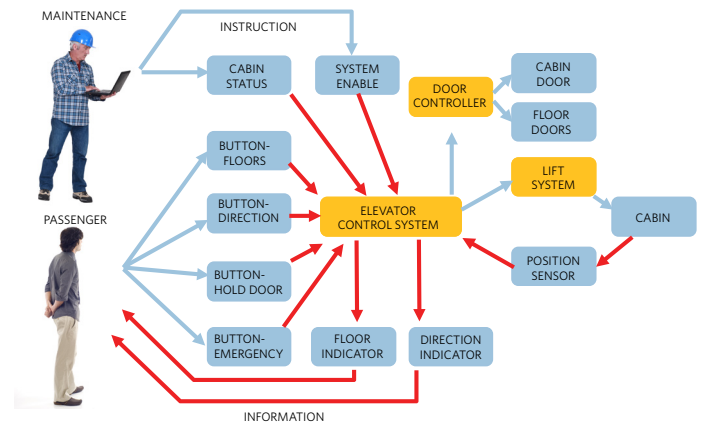 MAINTENANCE
INSTRUCTION
CABIN
STATUS
SYSTEM
ENABLE
DOOR
CONTROLLER
CABIN
DOOR
FLOOR
DOORS
BUTTON-
FLOORS
BUTTON-
DIRECTION
ELEVATOR
CONTROL SYSTEM
LIFT
SYSTEM
CABIN
PASSENGER
BUTTON-
HOLD DOOR
POSITION
SENSOR
BUTTON-
EMERGENCY
FLOOR
INDICATOR
DIRECTION
INDICATOR
INFORMATION